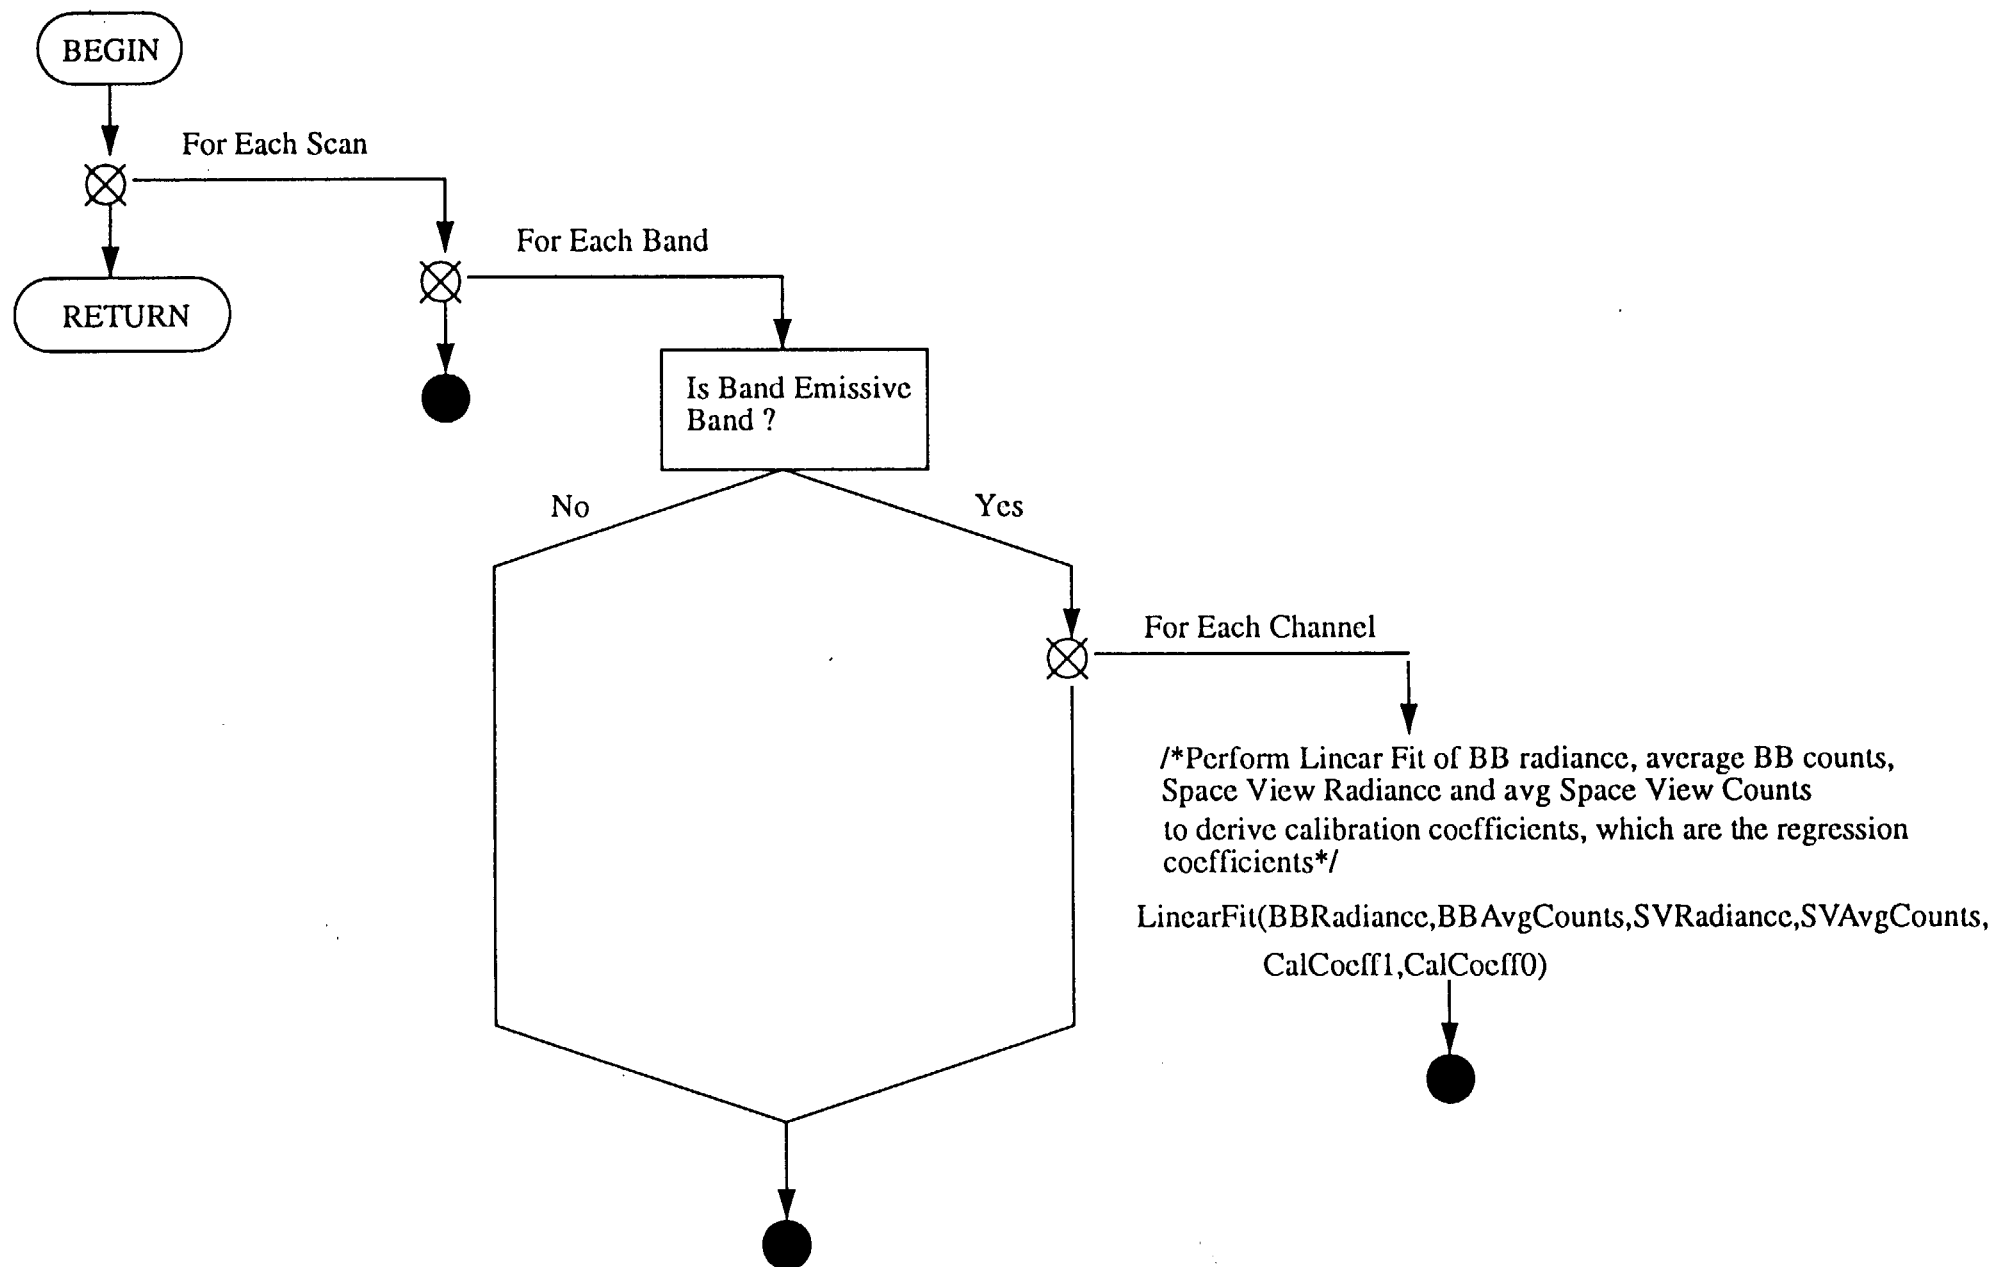 BEGIN
For Each Scan
For Each Band
RETURN
Is Band Emissive
Band ?
No
Yes
For Each Channel
/*Perform Linear Fit of BB radiance, average BB counts,
Space View Radiance and avg Space View Counts
to derive calibration coefficients, which are the regression
coefficients*/
LinearFit(BBRadiance,BBAvgCounts,SVRadiance,SVAvgCounts,
CalCoeff1,CalCoeff0)